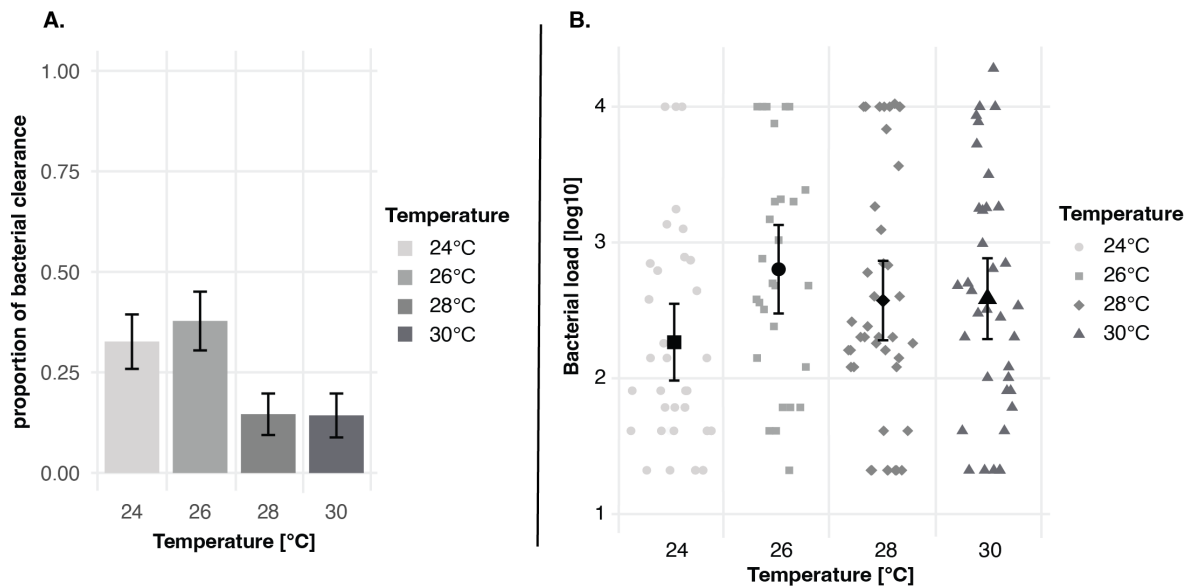 A.
1.00
0.75
0.50
0.25
0.00
proportion of bacterial clearance
24 26 28 30
Temperature [°C]
Temperature
24°C
26°C
28°C
30°C
B.
4
3
2
1
Bacterial load [log10]
24 26 28 30
Temperature [°C]
Temperature
24°C
26°C
28°C
30°C